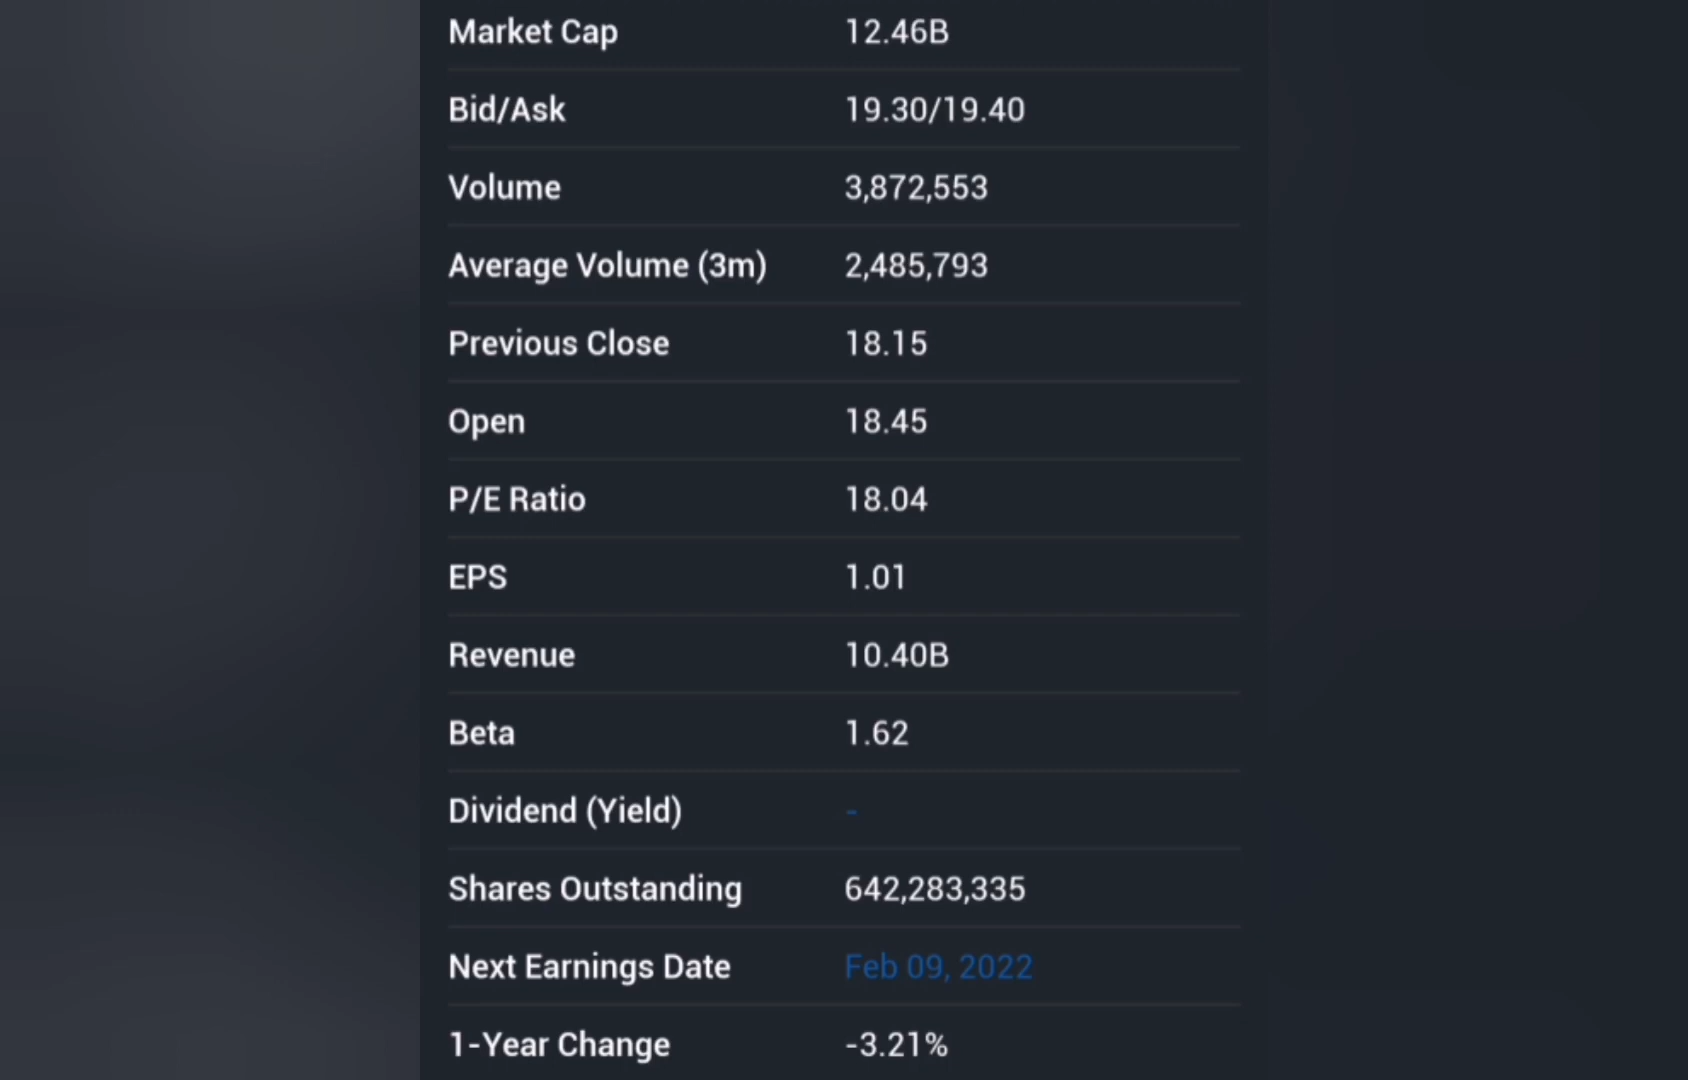 Market Cap 12.46B
Bid/Ask 19.30/19.40
Volume 3,872,553
Average Volume (3m) 2,485,793
Previous Close 18.15
Open 18.45
P/E Ratio 18.04
EPS 1.01
Revenue 10.40B
Beta 1.62
Dividend (Yield) -
Shares Outstanding 642,283,335
Next Earnings Date Feb 09, 2022
1-Year Change -3.21%